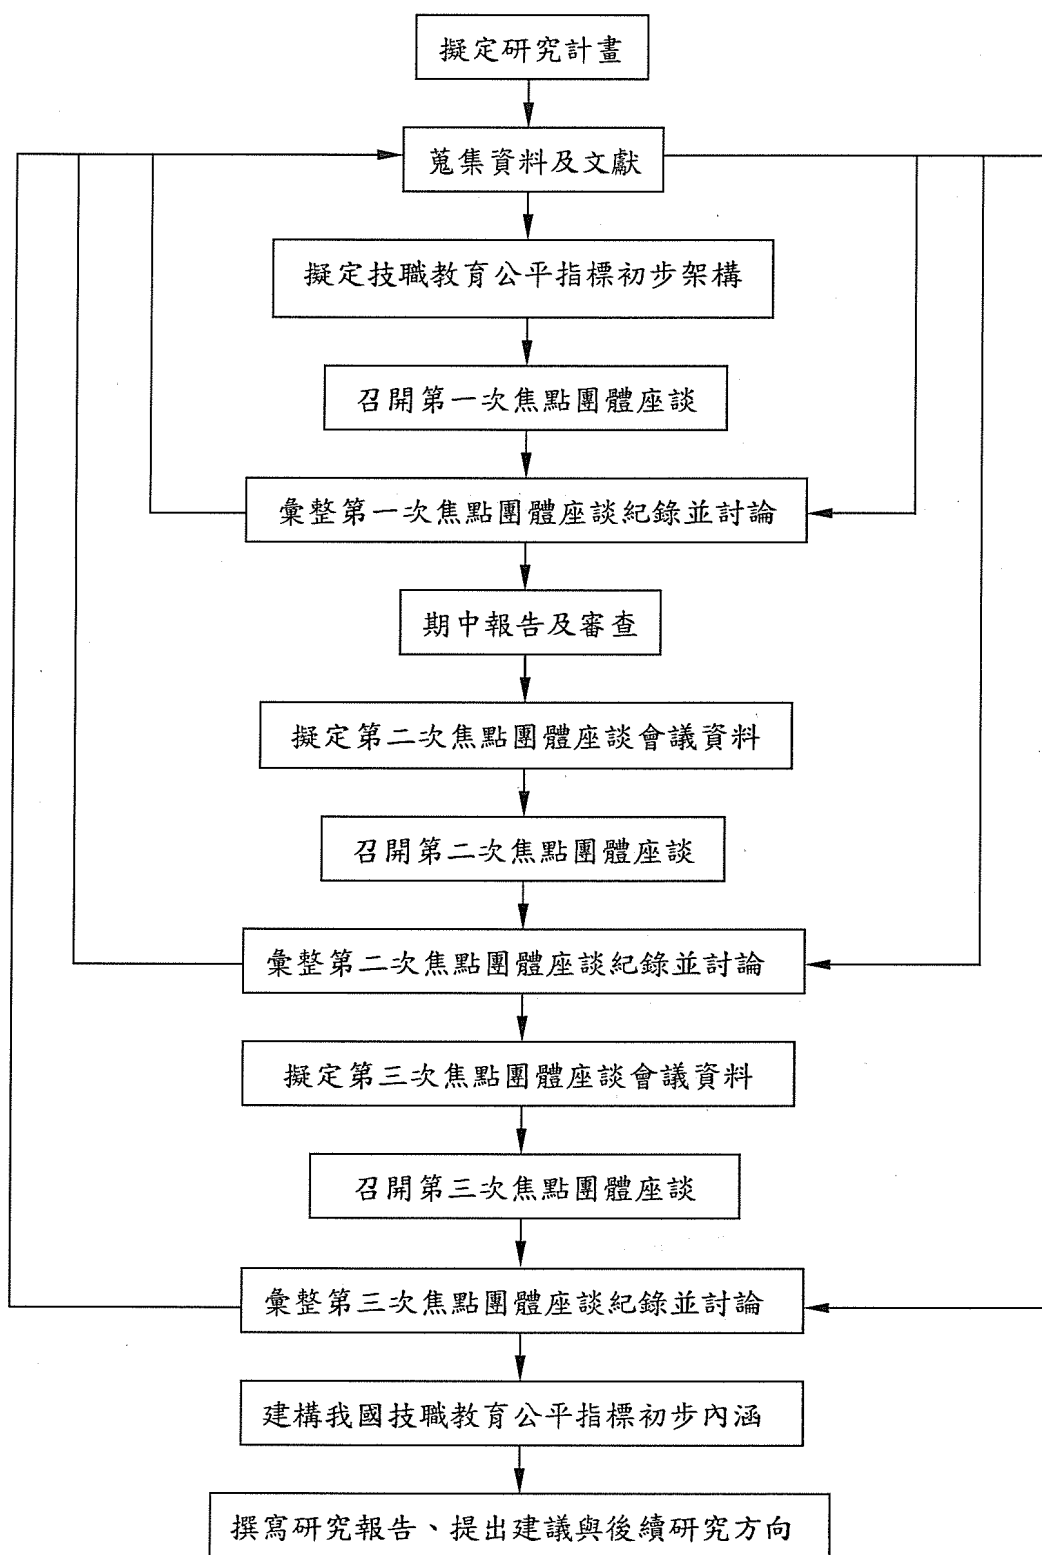 擬定研究計畫
蒐集資料及文獻
擬定技職教育公平指標初步架構
召開第一次焦點團體座談
彙整第一次焦點團體座談紀錄並討論
期中報告及審查
擬定第二次焦點團體座談會議資料
召開第二次焦點團體座談
彙整第二次焦點團體座談紀錄並討論
擬定第三次焦點團體座談會議資料
召開第三次焦點團體座談
彙整第三次焦點團體座談紀錄並討論
建構我國技職教育公平指標初步內涵
撰寫研究報告、提出建議與後續研究方向